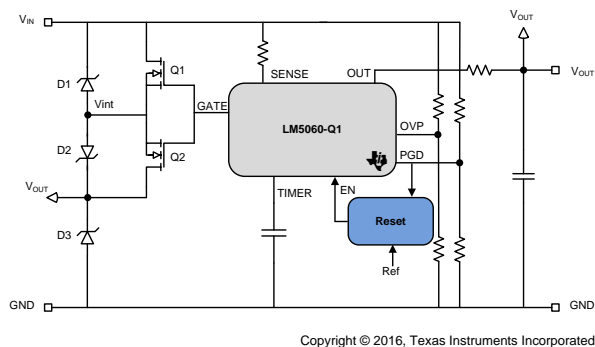 VIN
VOUT
D1
Q1
SENSE
OUT
VOUT
Vint
GATE
LM5060-Q1
OVP
D2
Q2
PGD
VOUT
TIMER
EN
D3
Reset
Ref
GND
GND
Copyright © 2016, Texas Instruments Incorporated